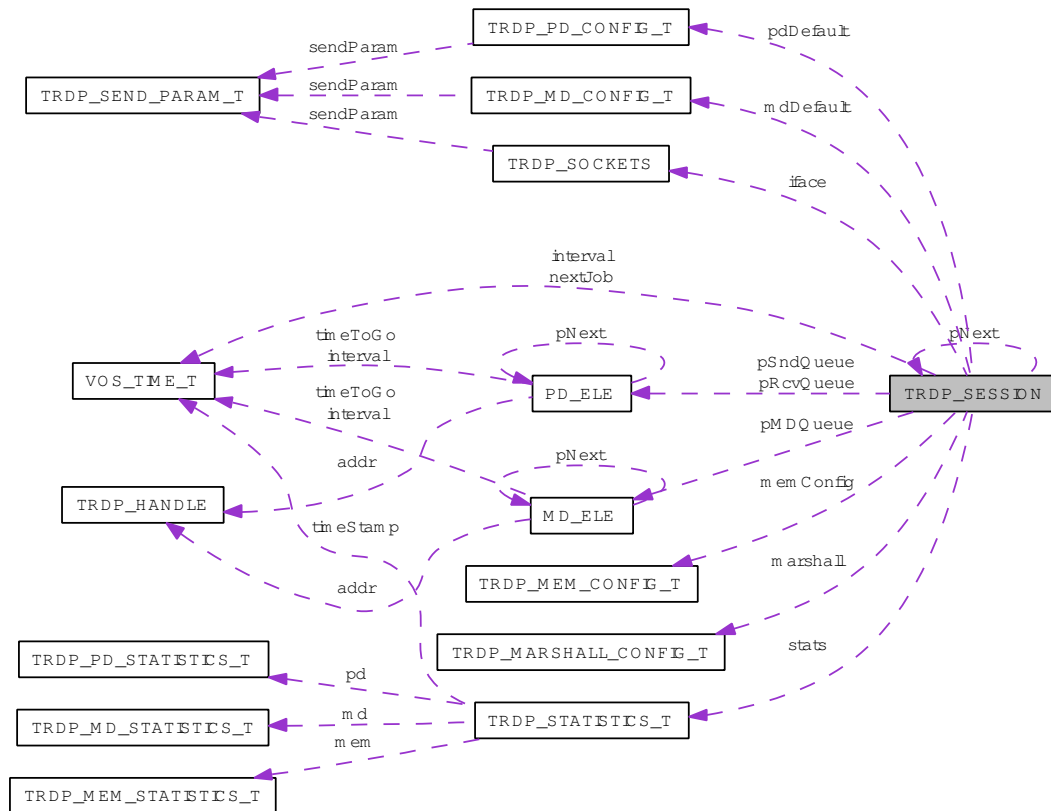 TRDP_PD_CONFIG_T
pdDefault
sendParam
TRDP_SEND_PARAM_T
sendParam
TRDP_MD_CONFIG_T
mdDefault
sendParam
TRDP_SOCKETS
iface
interval
nextJob
timeToGo
interval
pNext
pNext
VOS_TIME_T
pSndQueue
pRcvQueue
PD_ELE
TRDP_SESSION
timeToGo
interval
pMDQueue
addr
pNext
memConfig
TRDP_HANDLE
MD_ELE
timeStamp
marshall
addr
TRDP_MEM_CONFIG_T
TRDP_MARSHALL_CONFIG_T
stats
TRDP_PD_STATISTICS_T
pd
TRDP_MD_STATISTICS_T
md
TRDP_STATISTICS_T
mem
TRDP_MEM_STATISTICS_T